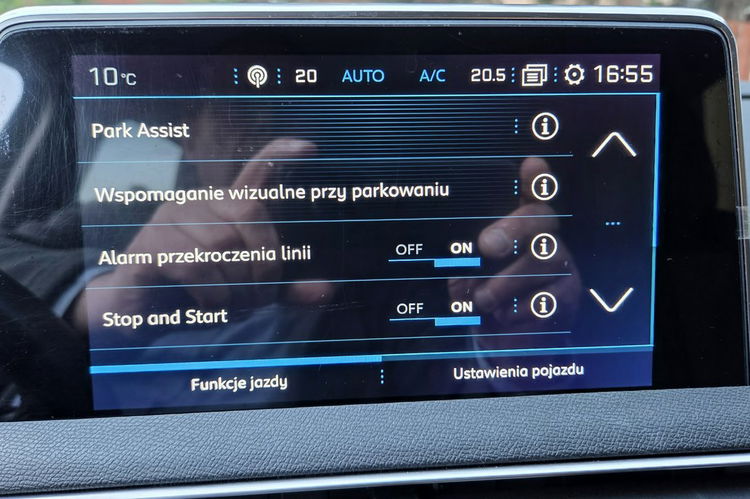 10°C 20 AUTO A/C 20.5 16:55
Park Assist
Wspomaganie wizualne przy parkowaniu
Alarm przekroczenia linii OFF ON
Stop and Start OFF ON
Funkcje jazdy Ustawienia pojazdu